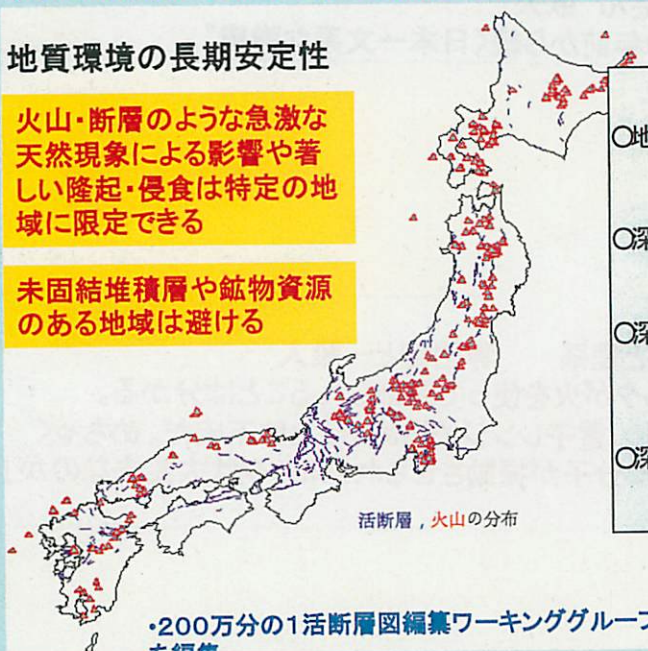 地質環境の長期安定性
火山・断層のような急激な
天然現象による影響や著
しい隆起・侵食は特定の地
域に限定できる
未固結堆積層や鉱物資源
のある地域は避ける
○地
○深
○深
○深
活断層 , 火山の分布
・200万分の1活断層図編纂ワーキンググループ
を編集